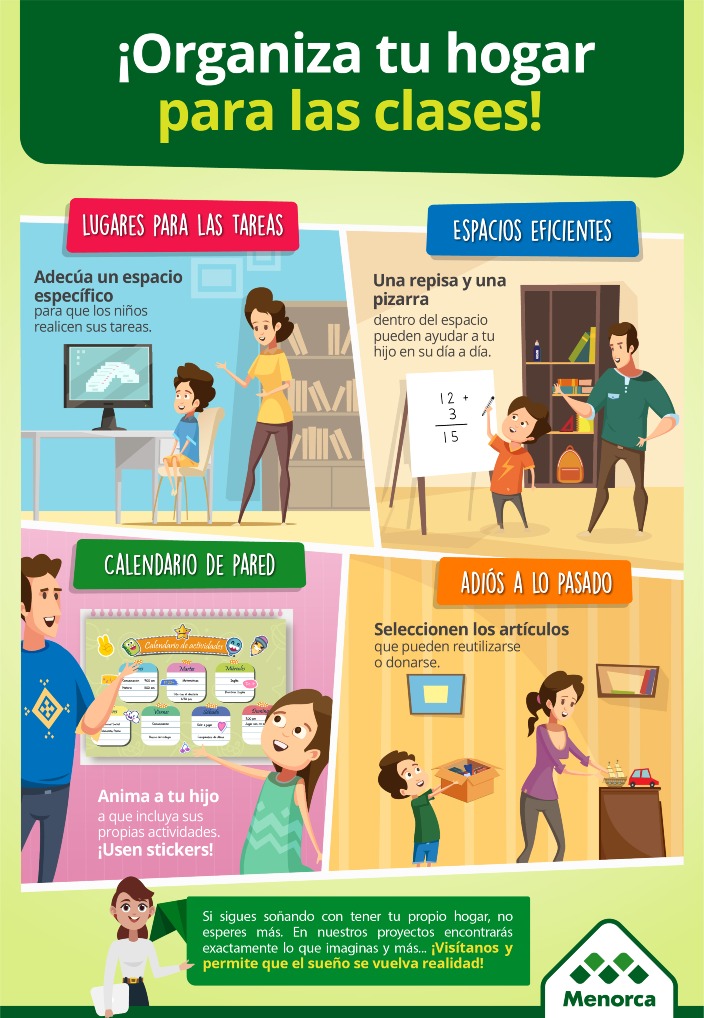 ¡Organiza tu hogar
para las clases!
LUGARES PARA LAS TAREAS
Adecúa un espacio
específico
para que los niños
realicen sus tareas.
ESPACIOS EFICIENTES
Una repisa y una
pizarra
dentro del espacio
pueden ayudar a tu
hijo en su día a día.
12 +
3
15
CALENDARIO DE PARED
Calendario de actividades
Martes
Miércoles
Matemáticas
Inglés
Viernes
Sábado
Domingo
Anima a tu hijo
a que incluya sus
propias actividades.
¡Usen stickers!
ADIÓS A LO PASADO
Seleccionen los artículos
que pueden reutilizarse
o donarse.
Si sigues soñando con tener tu propio hogar, no
esperes más. En nuestros proyectos encontrarás
exactamente lo que imaginas y más... ¡Visítanos y
permite que el sueño se vuelva realidad!
Menorca